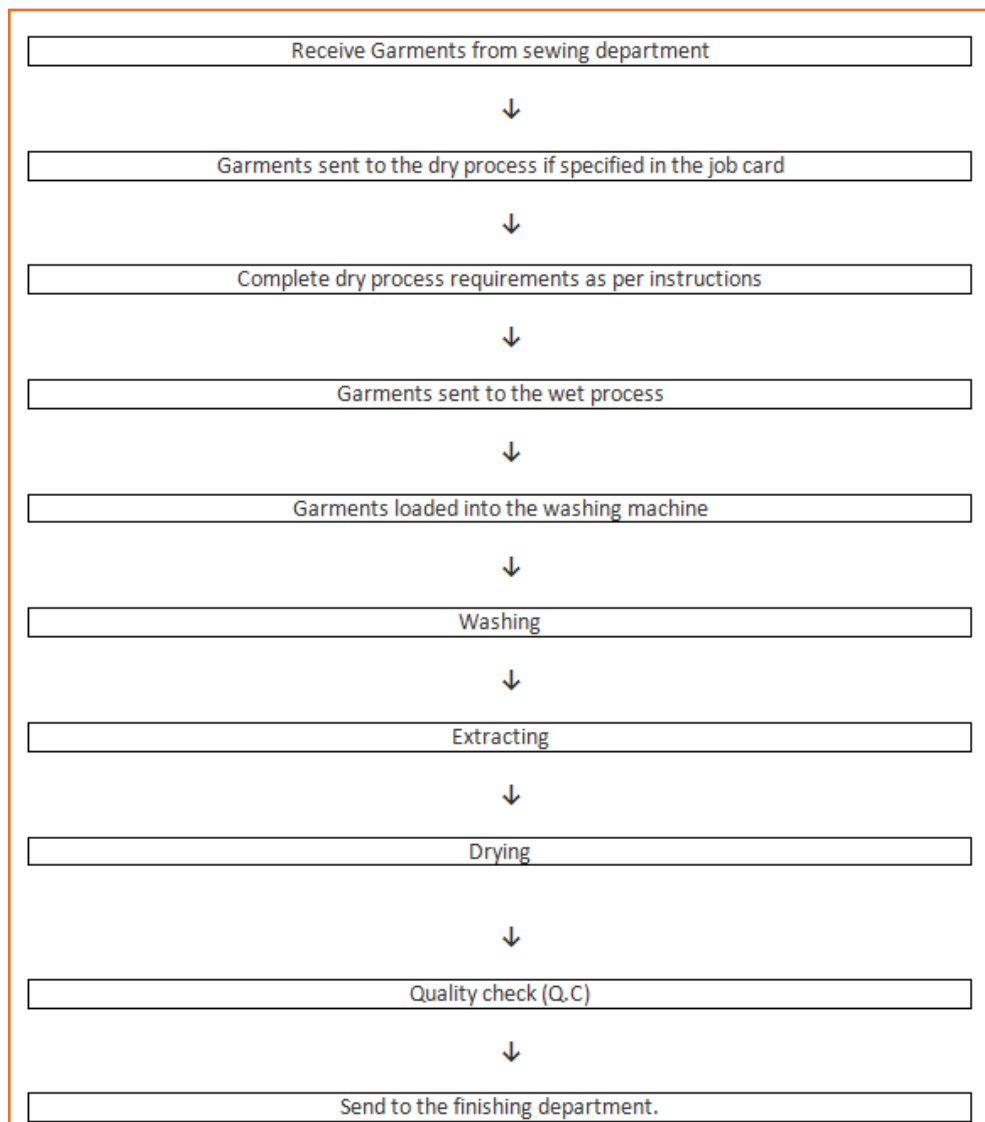 Receive Garments from sewing department
↓
Garments sent to the dry process if specified in the job card
↓
Complete dry process requirements as per instructions
↓
Garments sent to the wet process
↓
Garments loaded into the washing machine
↓
Washing
↓
Extracting
↓
Drying
↓
Quality check (Q.C)
↓
Send to the finishing department.